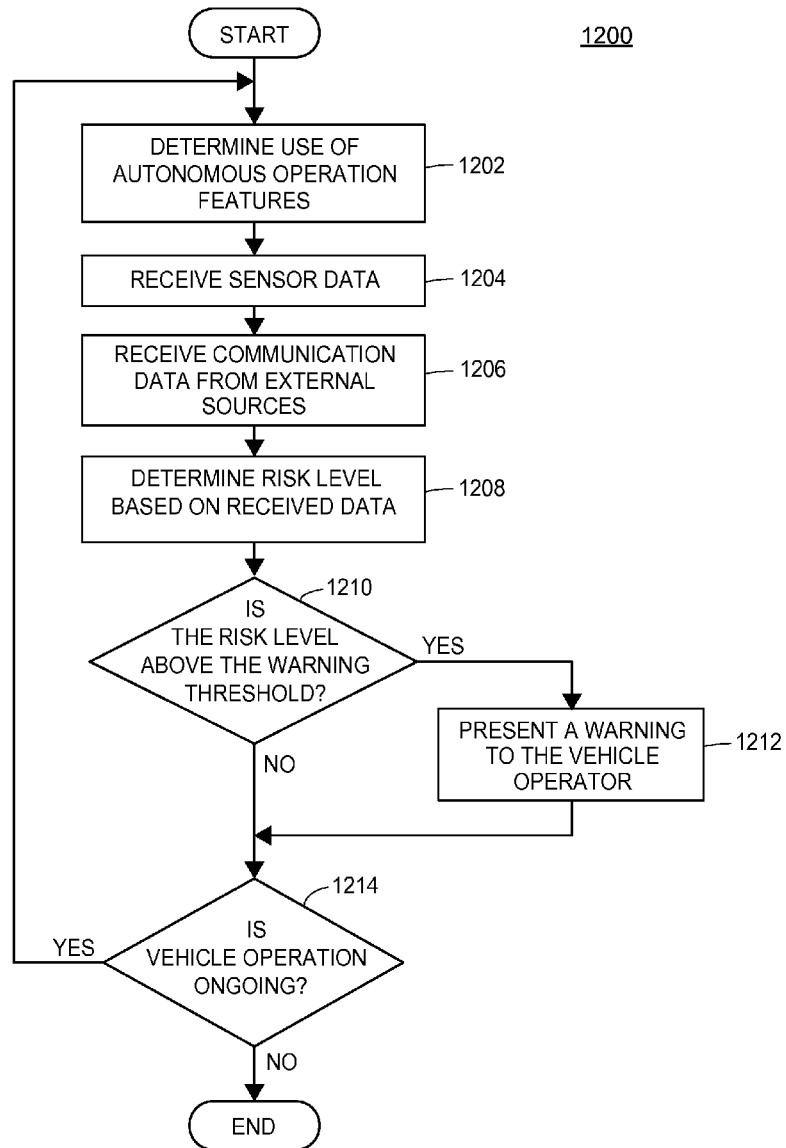 START
1200
DETERMINE USE OF
AUTONOMOUS OPERATION
FEATURES
1202
RECEIVE SENSOR DATA
1204
RECEIVE COMMUNICATION
DATA FROM EXTERNAL
SOURCES
1206
DETERMINE RISK LEVEL
BASED ON RECEIVED DATA
1208
1210
IS
THE RISK LEVEL
ABOVE THE WARNING
THRESHOLD?
YES
PRESENT A WARNING
TO THE VEHICLE
OPERATOR
1212
NO
1214
IS
VEHICLE OPERATION
ONGOING?
YES
NO
END